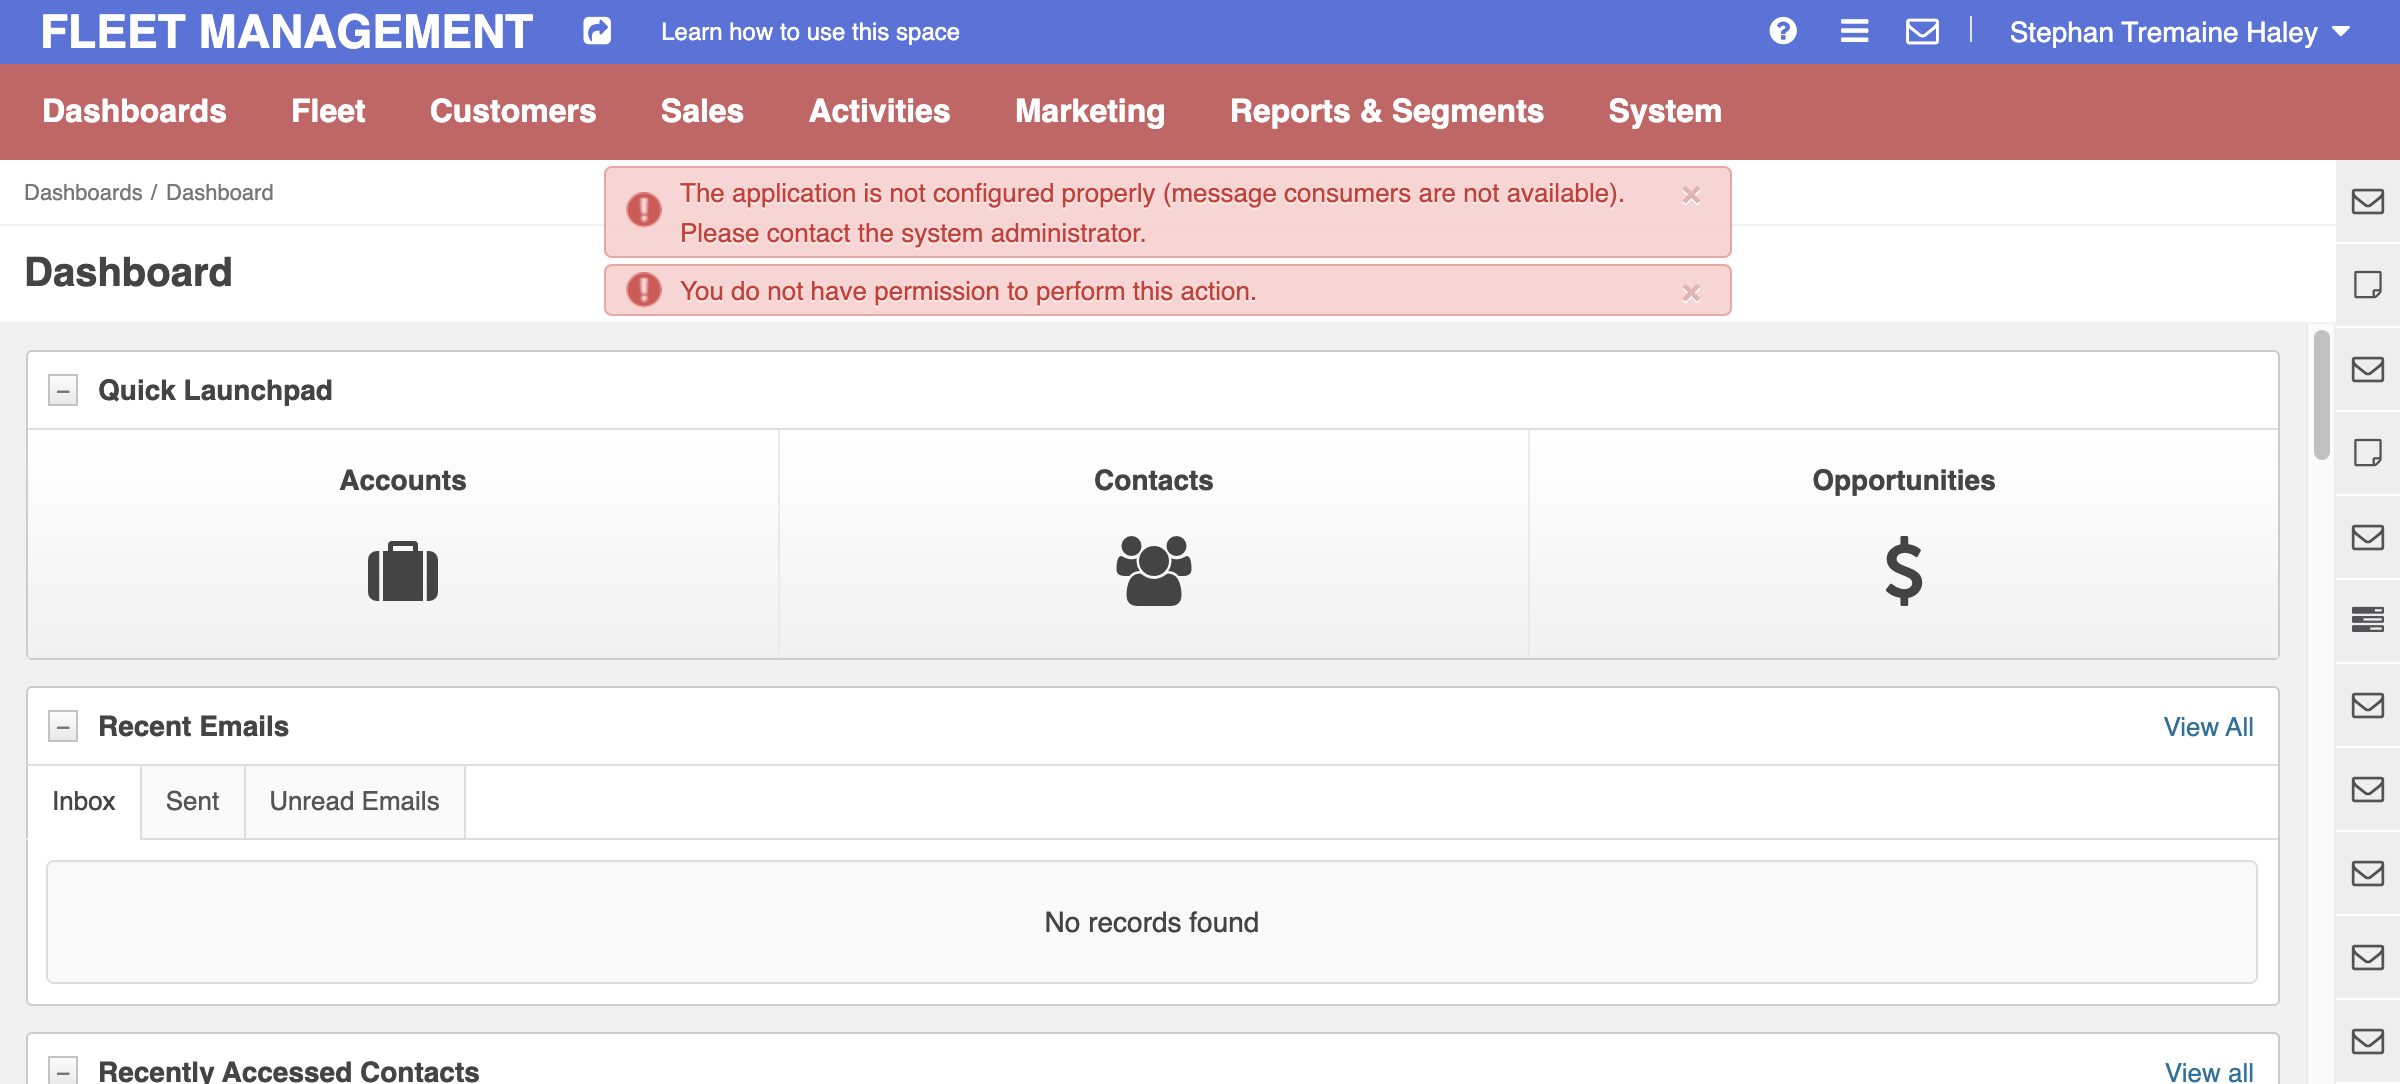 FLEET MANAGEMENT
Learn how to use this space
Stephan Tremaine Haley
Dashboards
Fleet
Customers
Sales
Activities
Marketing
Reports & Segments
System
Dashboards / Dashboard
The application is not configured properly (message consumers are not available).
Please contact the system administrator.
You do not have permission to perform this action.
Dashboard
Quick Launchpad
Accounts
Contacts
Opportunities
Recent Emails
View All
Inbox
Sent
Unread Emails
No records found
Recently Accessed Contacts
View all